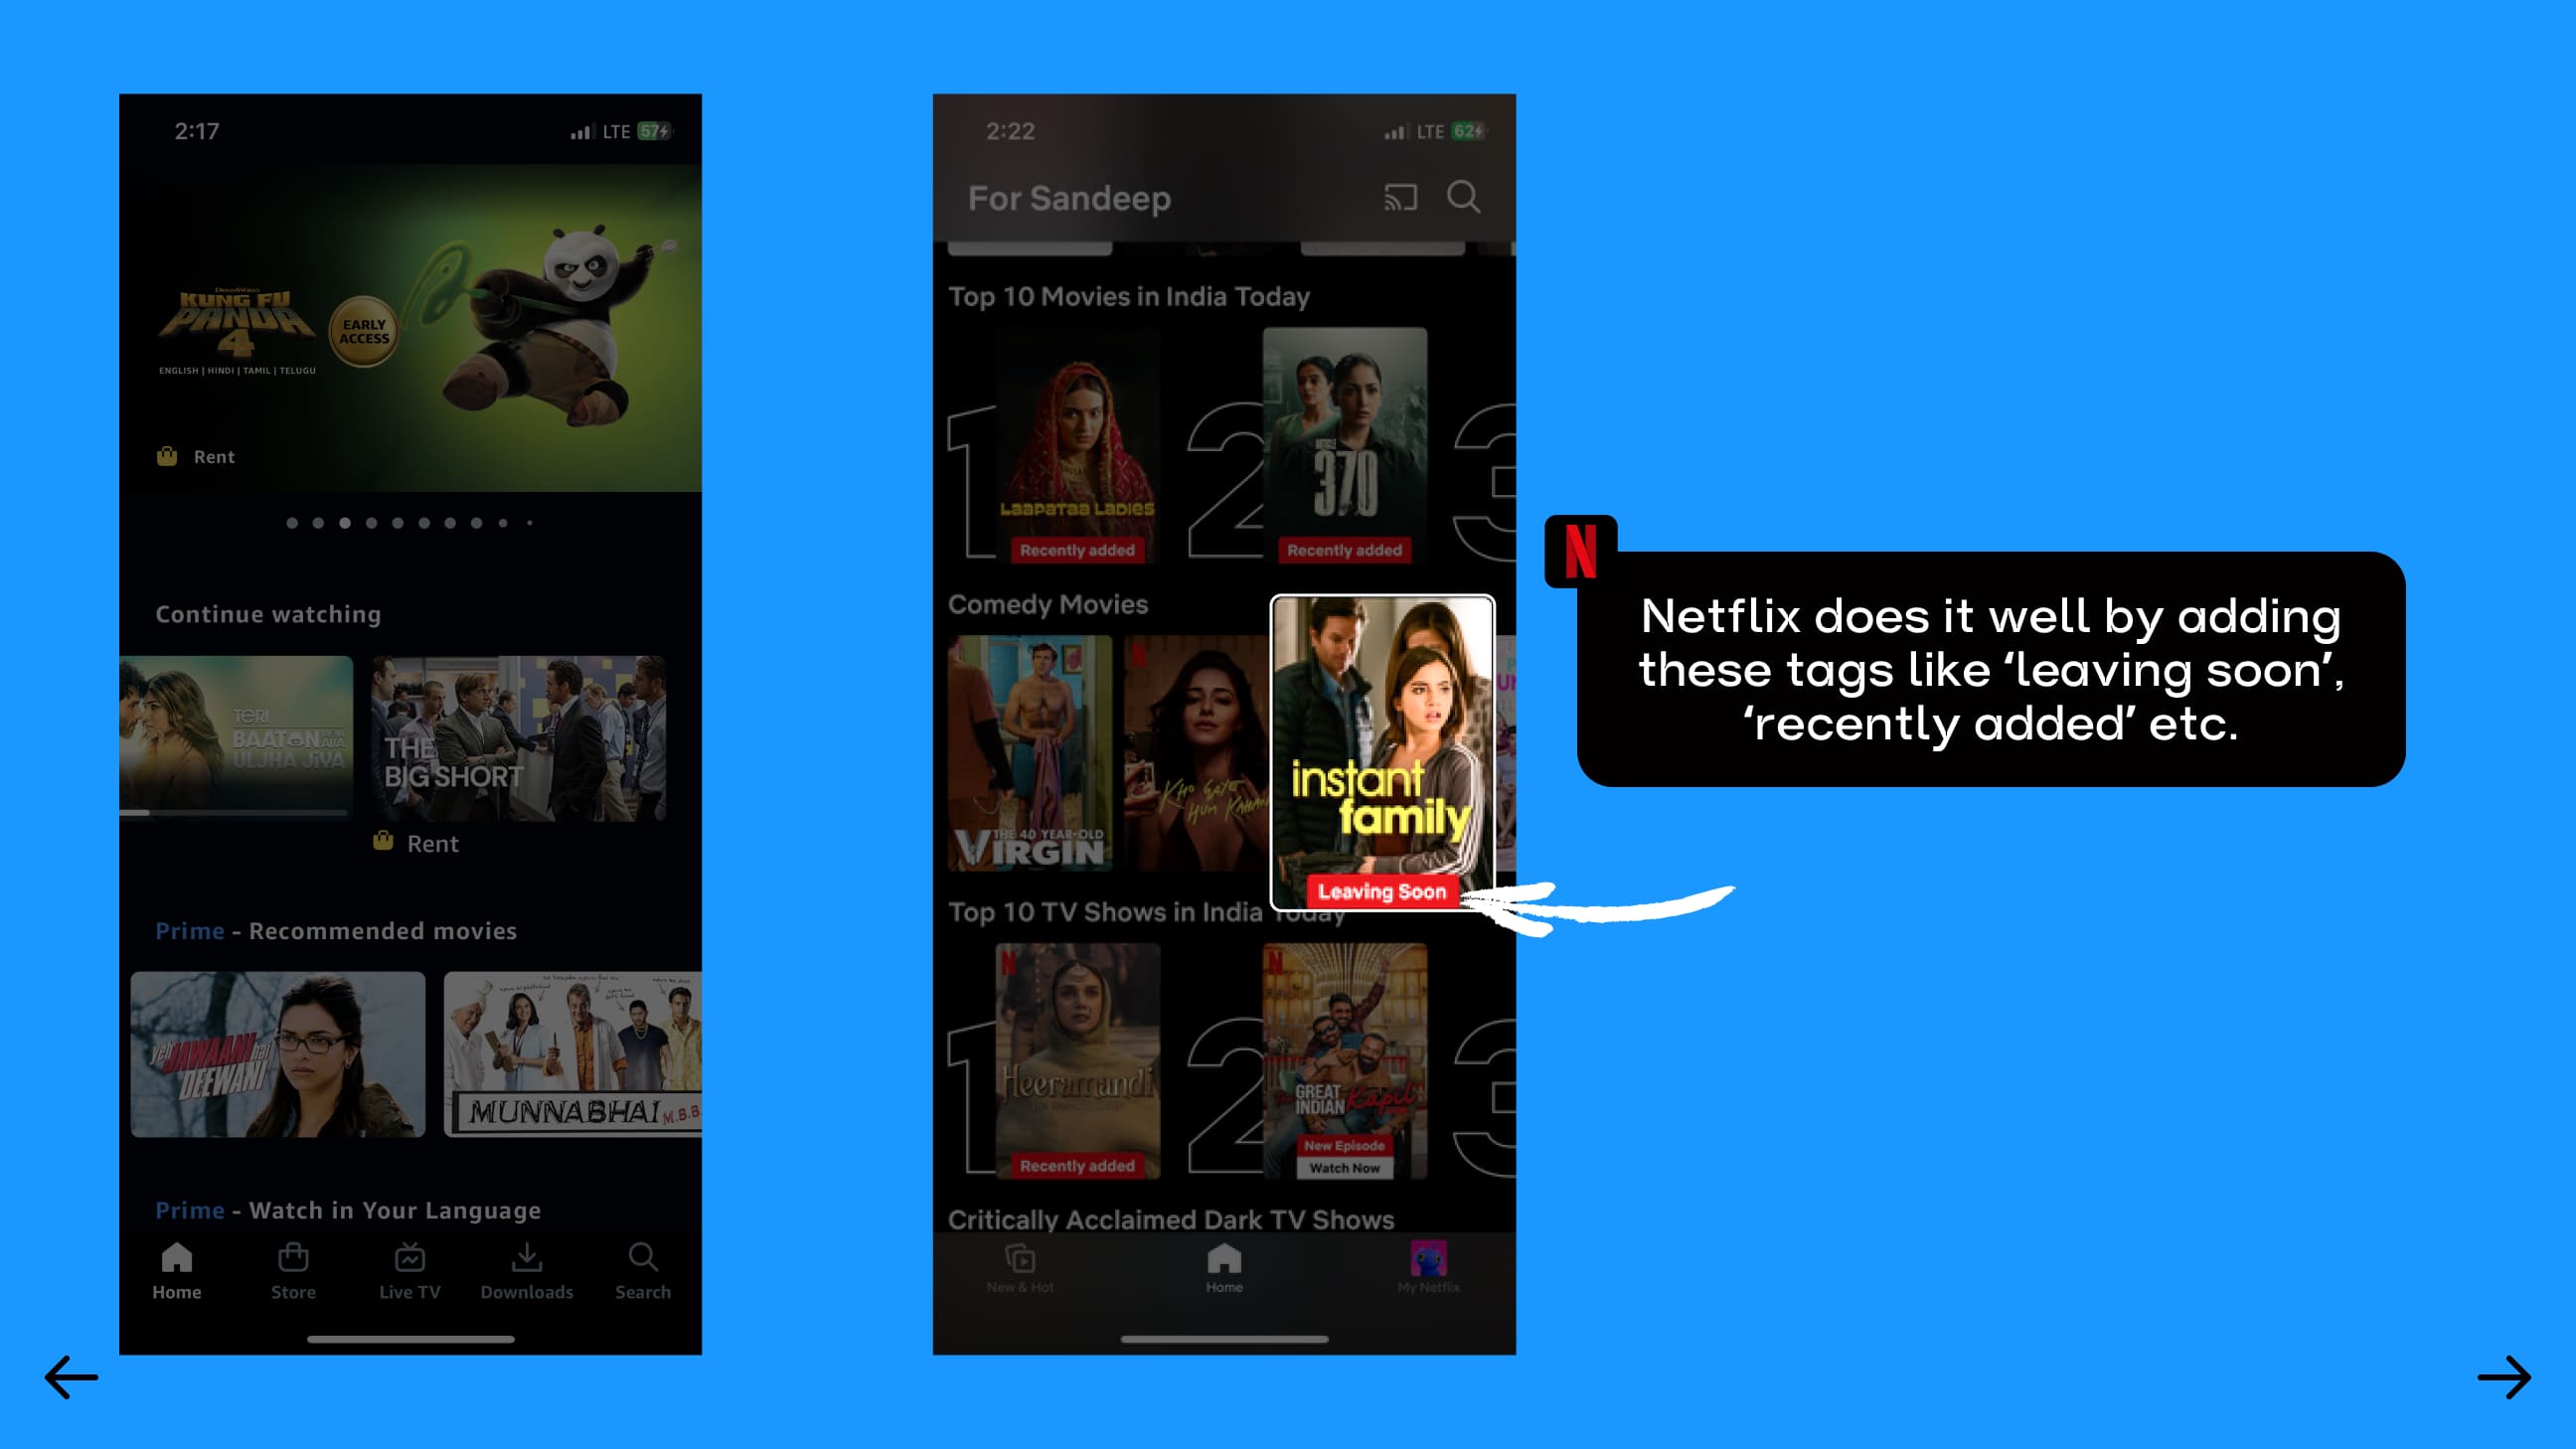 2:17
LTE 57
KUNG FU
PANDA
4
EARLY
ACCESS
ENGLISH | HINDI | TAMIL | TELUGU
Rent
Continue watching
TERI
BAATON
ULJHA JIYA
THE
BIG SHORT
Rent
Prime - Recommended movies
yeh JAWAANI hai
DEEWANI
MUNNABHAI M.B.B.
Prime - Watch in Your Language
Home
Store
Live TV
Downloads
Search
2:22
LTE 62
For Sandeep
Top 10 Movies in India Today
1
LAAPATAA LADIES
Recently added
2
370
Recently added
3
Comedy Movies
THE 40 YEAR-OLD
VIRGIN
KHO GAYE
HUM KAHAN
instant
family
Leaving Soon
Top 10 TV Shows in India Today
1
Heeramandi
Recently added
2
GREAT
INDIAN Kapil
New Episode
Watch Now
3
Critically Acclaimed Dark TV Shows
New & Hot
Home
My Netflix
N
Netflix does it well by adding
these tags like ‘leaving soon’,
‘recently added’ etc.